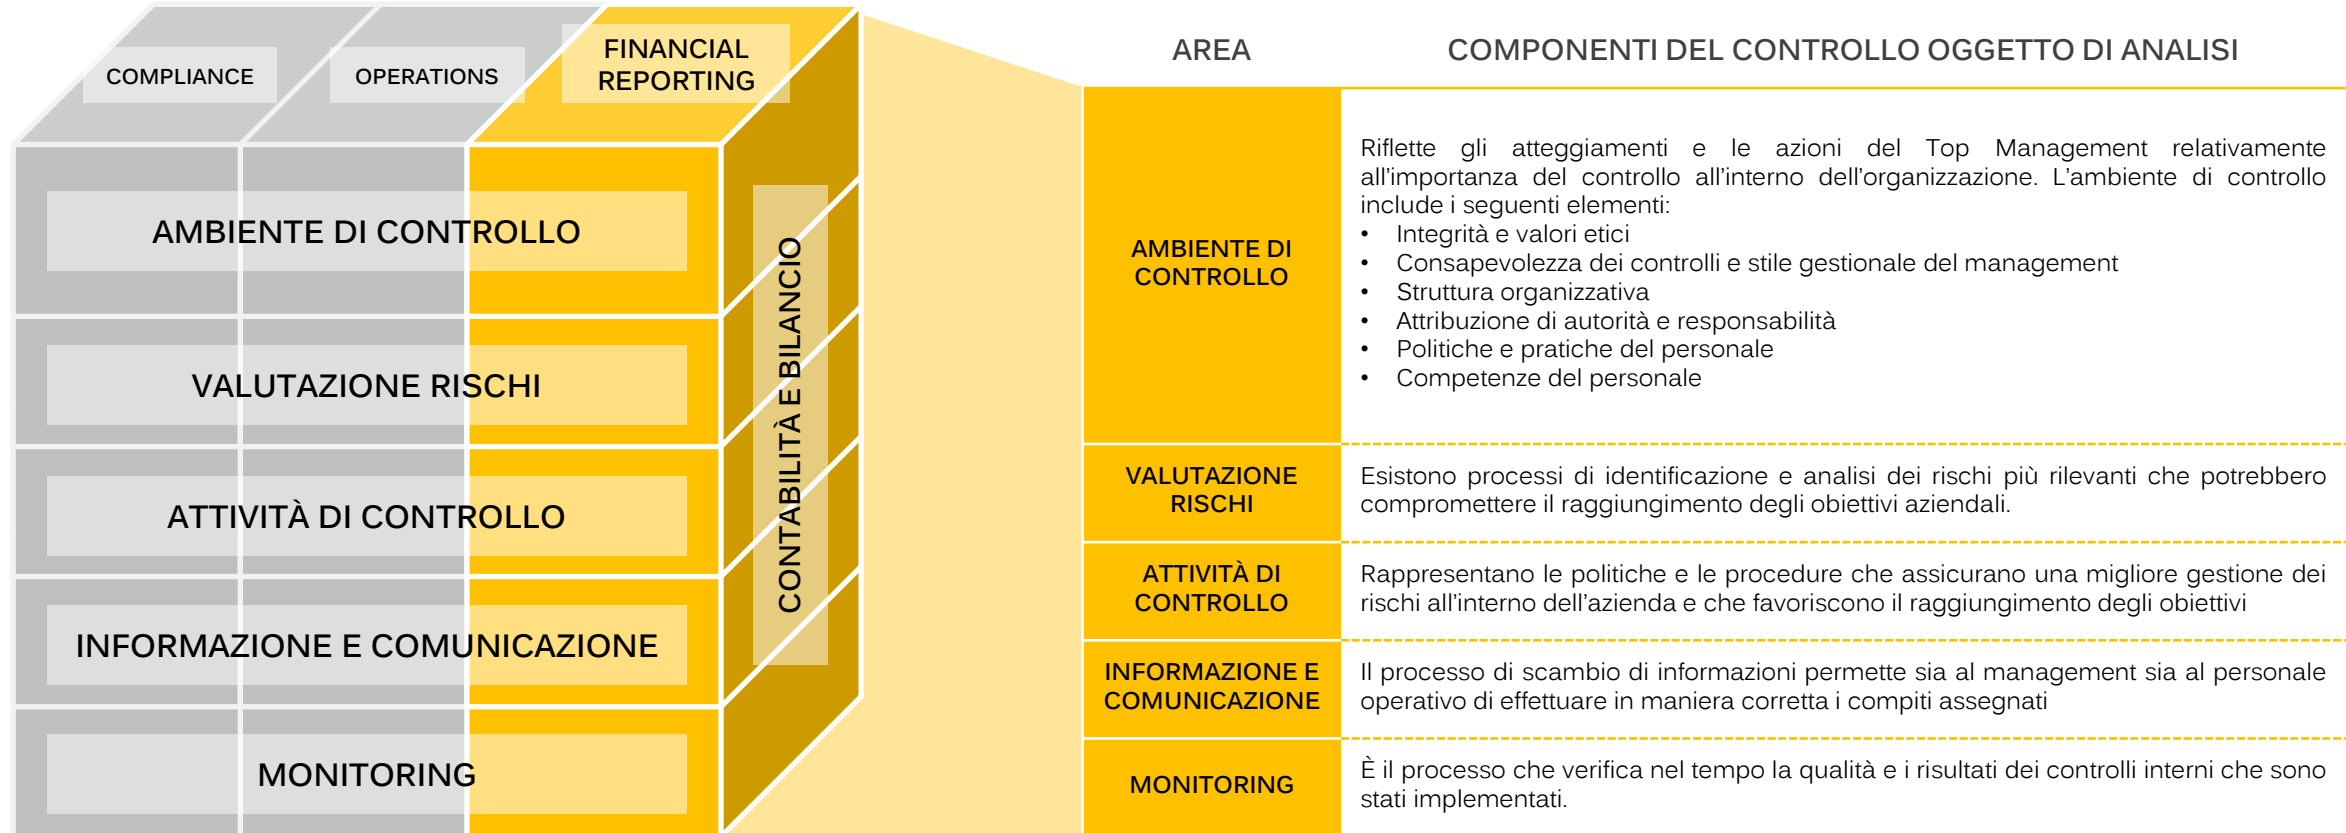 COMPLIANCE
OPERATIONS
FINANCIAL
REPORTING
AMBIENTE DI CONTROLLO
VALUTAZIONE RISCHI
ATTIVITÀ DI CONTROLLO
INFORMAZIONE E COMUNICAZIONE
MONITORING
CONTABILITÀ E BILANCIO
AREA
COMPONENTI DEL CONTROLLO OGGETTO DI ANALISI
AMBIENTE DI
CONTROLLO
Riflette gli atteggiamenti e le azioni del Top Management relativamente
all'importanza del controllo all'interno dell'organizzazione. L'ambiente di controllo
include i seguenti elementi:
• Integrità e valori etici
• Consapevolezza dei controlli e stile gestionale del management
• Struttura organizzativa
• Attribuzione di autorità e responsabilità
• Politiche e pratiche del personale
• Competenze del personale
VALUTAZIONE
RISCHI
Esistono processi di identificazione e analisi dei rischi più rilevanti che potrebbero
compromettere il raggiungimento degli obiettivi aziendali.
ATTIVITÀ DI
CONTROLLO
Rappresentano le politiche e le procedure che assicurano una migliore gestione dei
rischi all'interno dell'azienda e che favoriscono il raggiungimento degli obiettivi
INFORMAZIONE E
COMUNICAZIONE
Il processo di scambio di informazioni permette sia al management sia al personale
operativo di effettuare in maniera corretta i compiti assegnati
MONITORING
È il processo che verifica nel tempo la qualità e i risultati dei controlli interni che sono
stati implementati.